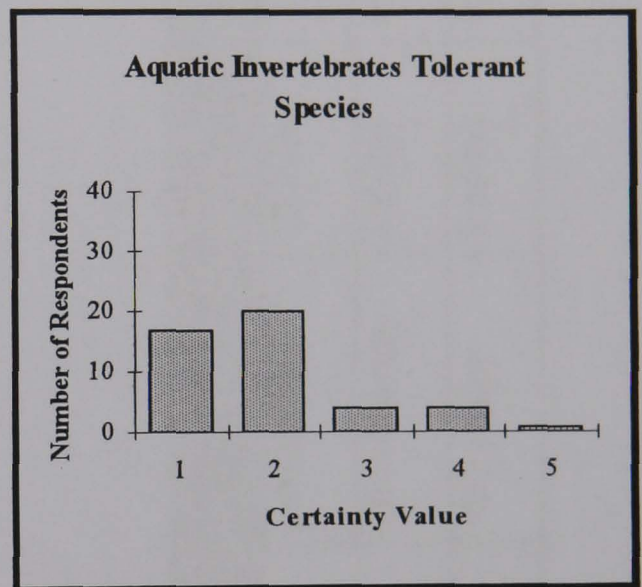 Aquatic Invertebrates Tolerant
Species
Number of Respondents
40
30
20
10
0
1 2 3 4 5
Certainty Value